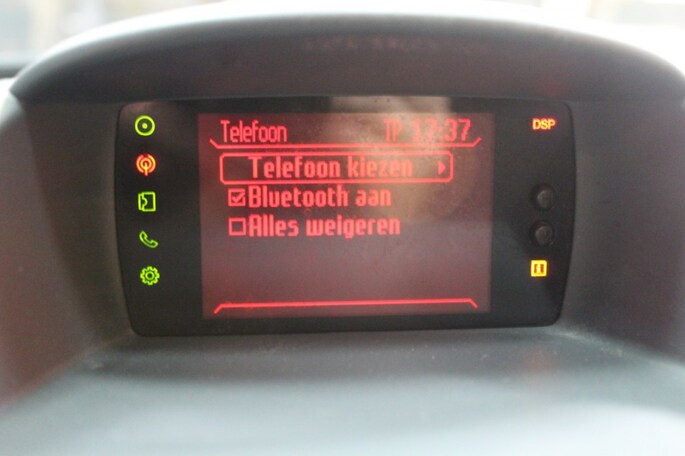 Telefoon TP 17:37 DSP
Telefoon kiezen
Bluetooth aan
Alles weigeren